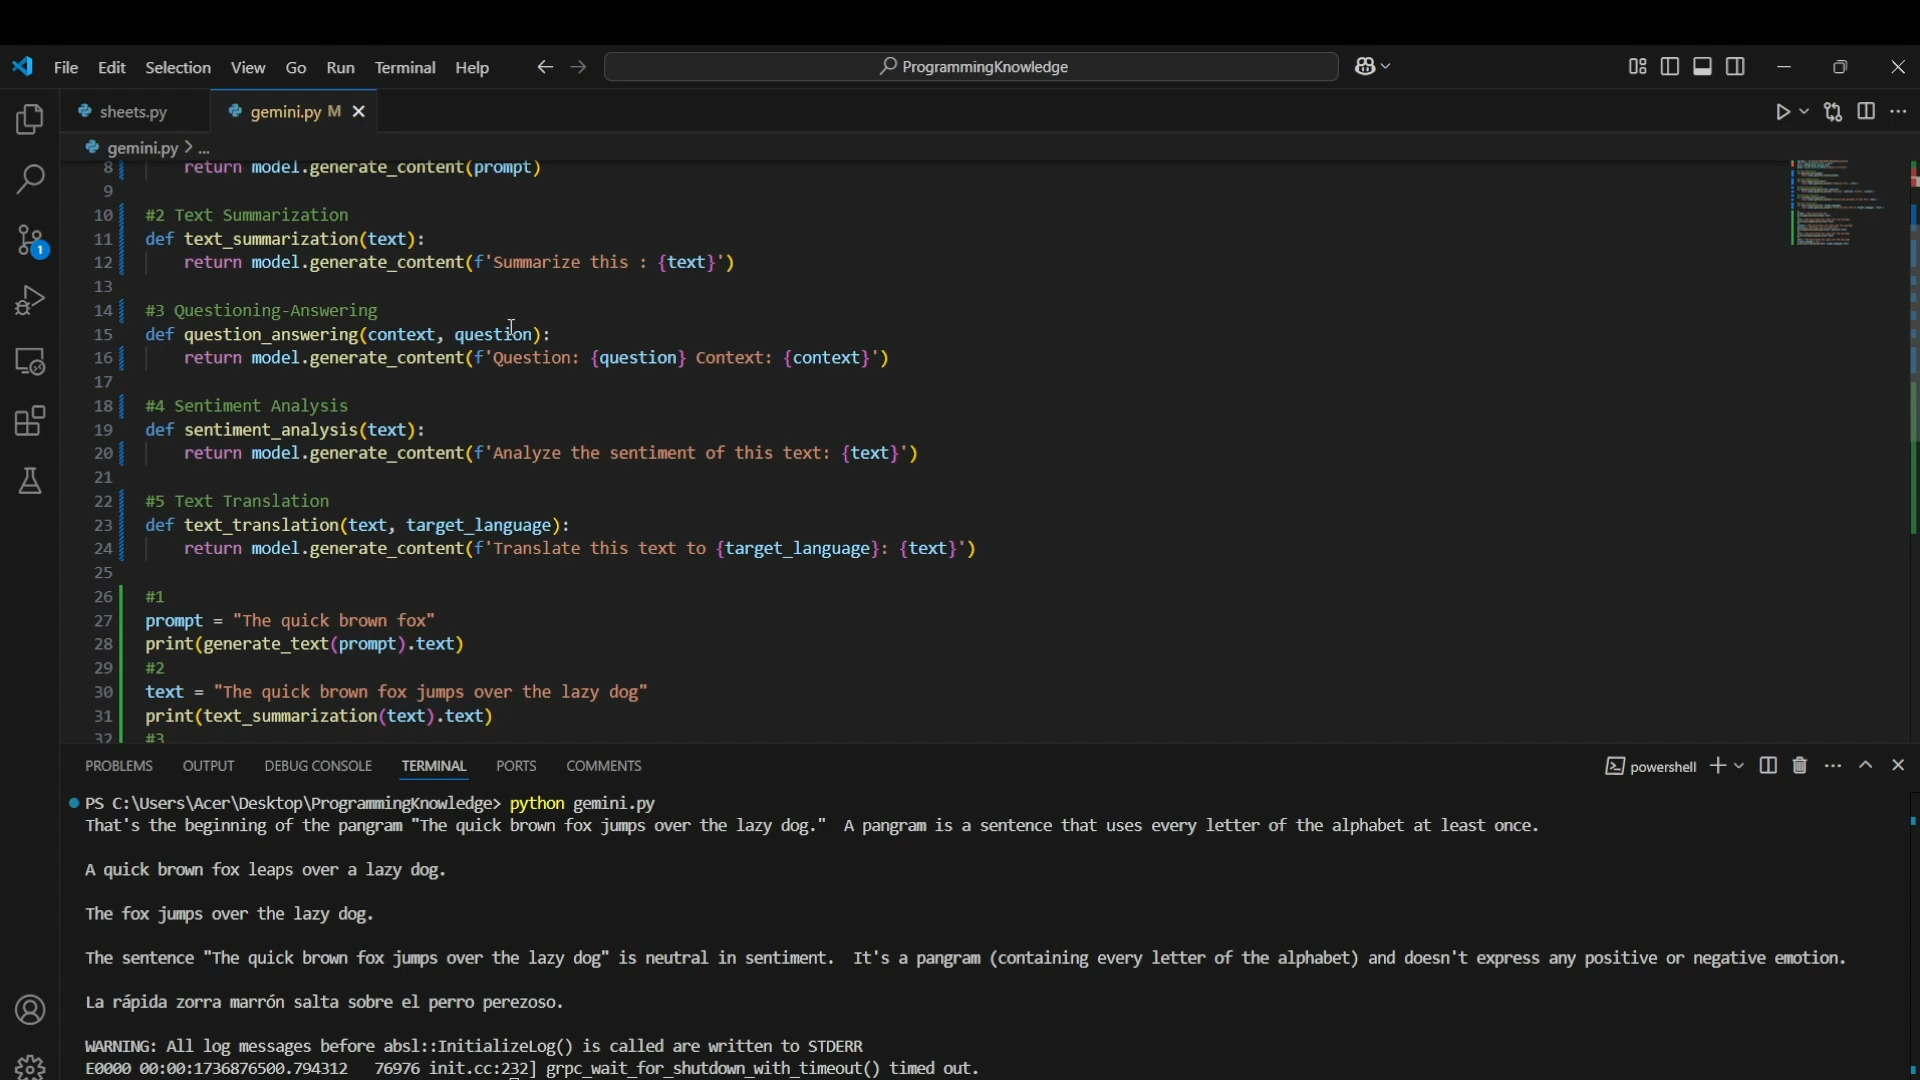 File Edit Selection View Go Run Terminal Help ProgrammingKnowledge
sheets.py gemini.py M
gemini.py > ...
8 return model.generate_content(prompt)
9
10 #2 Text Summarization
11 def text_summarization(text):
12 return model.generate_content(f'Summarize this : {text}')
13
14 #3 Questioning-Answering
15 def question_answering(context, question):
16 return model.generate_content(f'Question: {question} Context: {context}')
17
18 #4 Sentiment Analysis
19 def sentiment_analysis(text):
20 return model.generate_content(f'Analyze the sentiment of this text: {text}')
21
22 #5 Text Translation
23 def text_translation(text, target_language):
24 return model.generate_content(f'Translate this text to {target_language}: {text}')
25
26 #1
27 prompt = "The quick brown fox"
28 print(generate_text(prompt).text)
29 #2
30 text = "The quick brown fox jumps over the lazy dog"
31 print(text_summarization(text).text)
32 #3
1
PROBLEMS OUTPUT DEBUG CONSOLE TERMINAL PORTS COMMENTS powershell
PS C:\Users\Acer\Desktop\ProgrammingKnowledge> python gemini.py
That's the beginning of the pangram "The quick brown fox jumps over the lazy dog." A pangram is a sentence that uses every letter of the alphabet at least once.
A quick brown fox leaps over a lazy dog.
The fox jumps over the lazy dog.
The sentence "The quick brown fox jumps over the lazy dog" is neutral in sentiment. It's a pangram (containing every letter of the alphabet) and doesn't express any positive or negative emotion.
La rápida zorra marrón salta sobre el perro perezoso.
WARNING: All log messages before absl::InitializeLog() is called are written to STDERR
E0000 00:00:1736876500.794312 76976 init.cc:232] grpc_wait_for_shutdown_with_timeout() timed out.